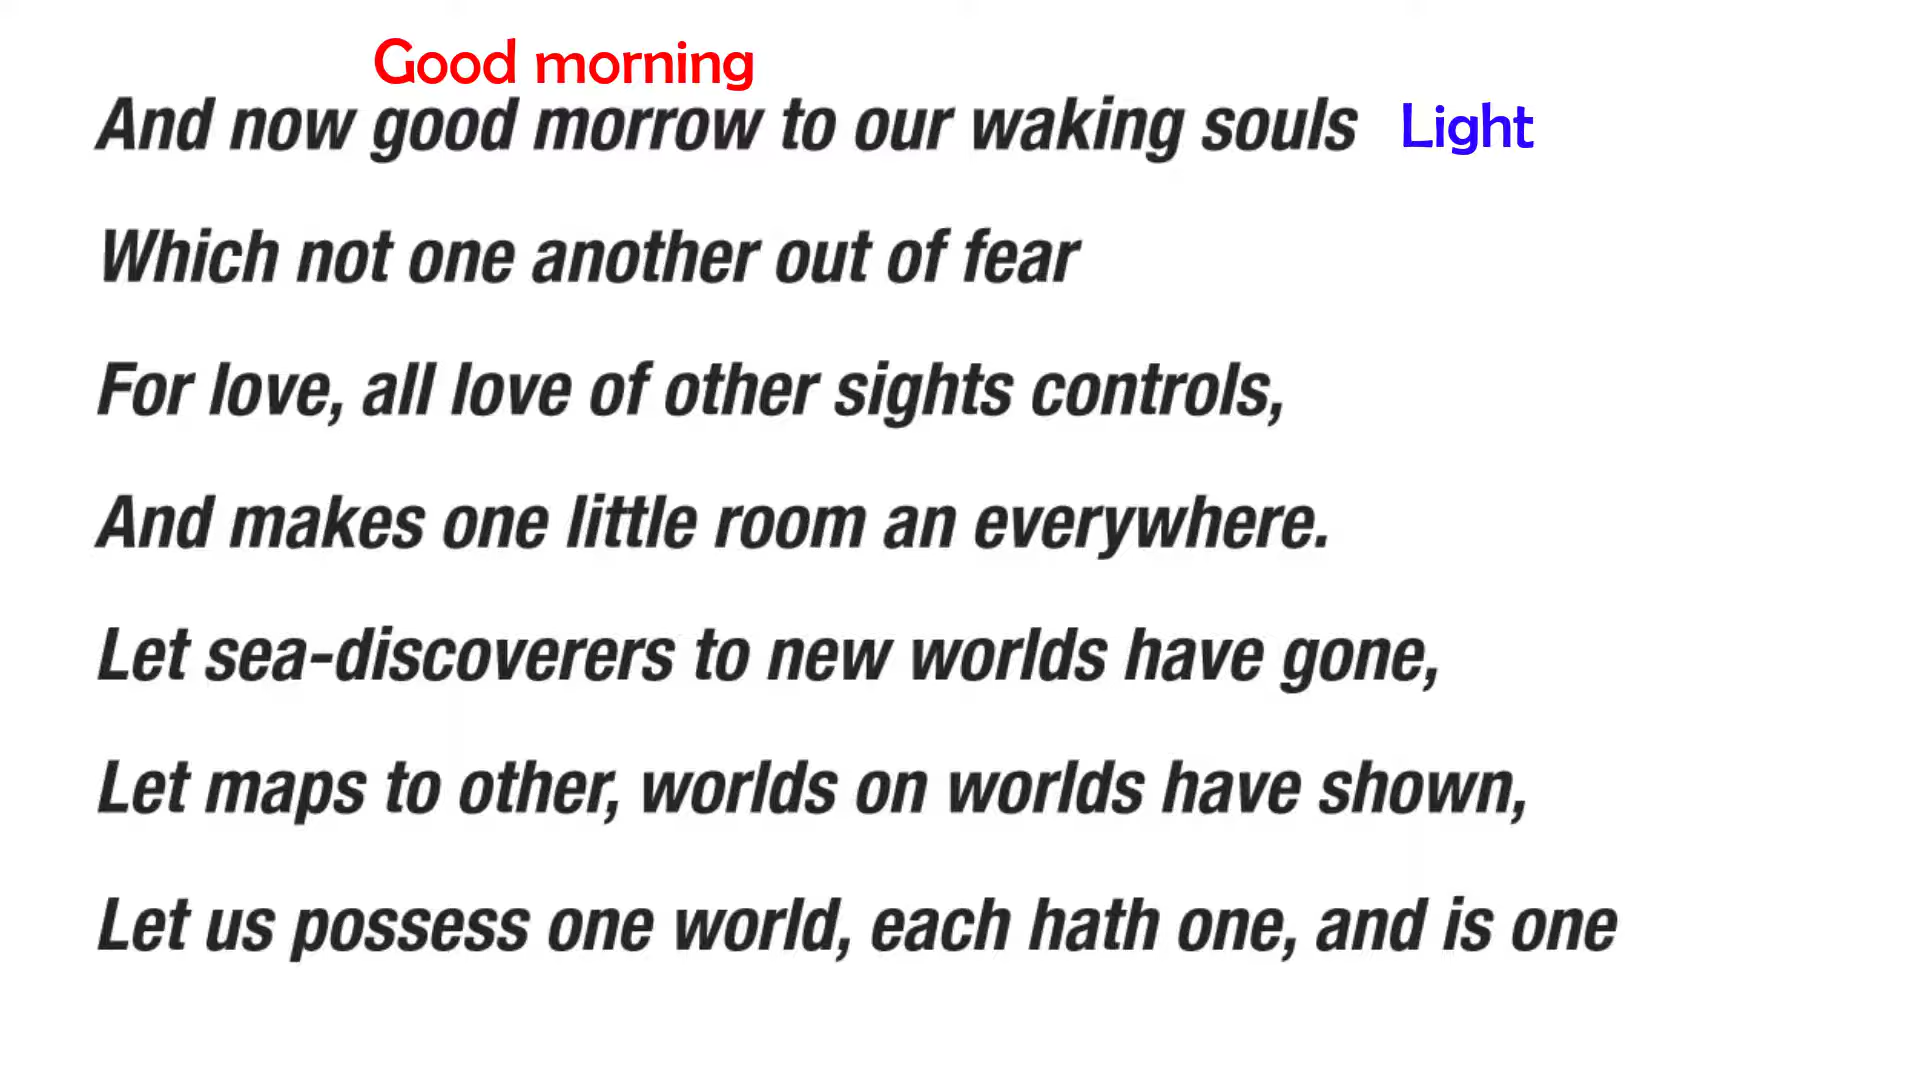 Good morning
And now good morrow to our waking souls Light
Which not one another out of fear
For love, all love of other sights controls,
And makes one little room an everywhere.
Let sea-discoverers to new worlds have gone,
Let maps to other, worlds on worlds have shown,
Let us possess one world, each hath one, and is one